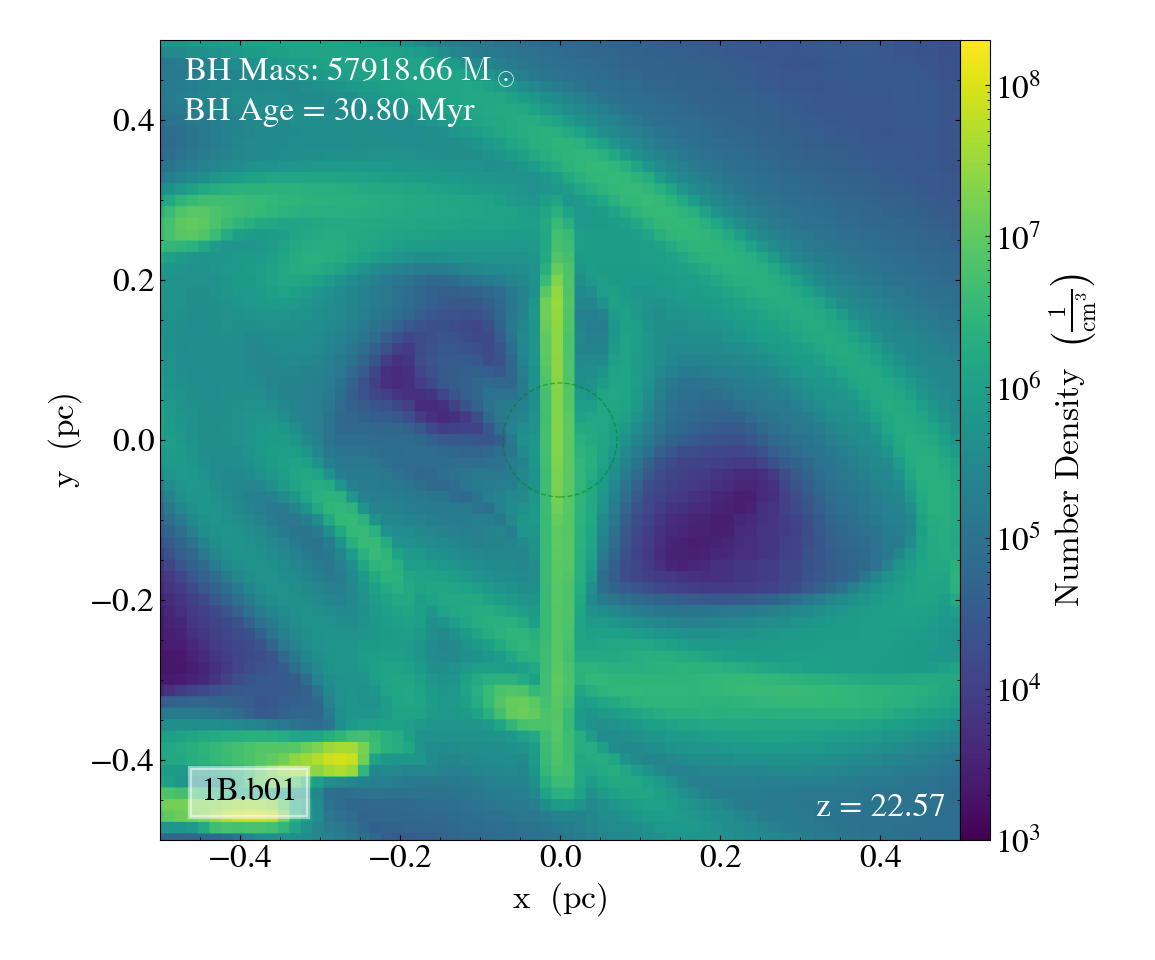 BH Mass: 57918.66 M⊙
BH Age = 30.80 Myr
1B.b01
z = 22.57
0.4
0.2
0.0
−0.2
−0.4
y (pc)
−0.4 −0.2 0.0 0.2 0.4
x (pc)
10⁸
10⁷
10⁶
10⁵
10⁴
10³
Number Density (1/cm³)